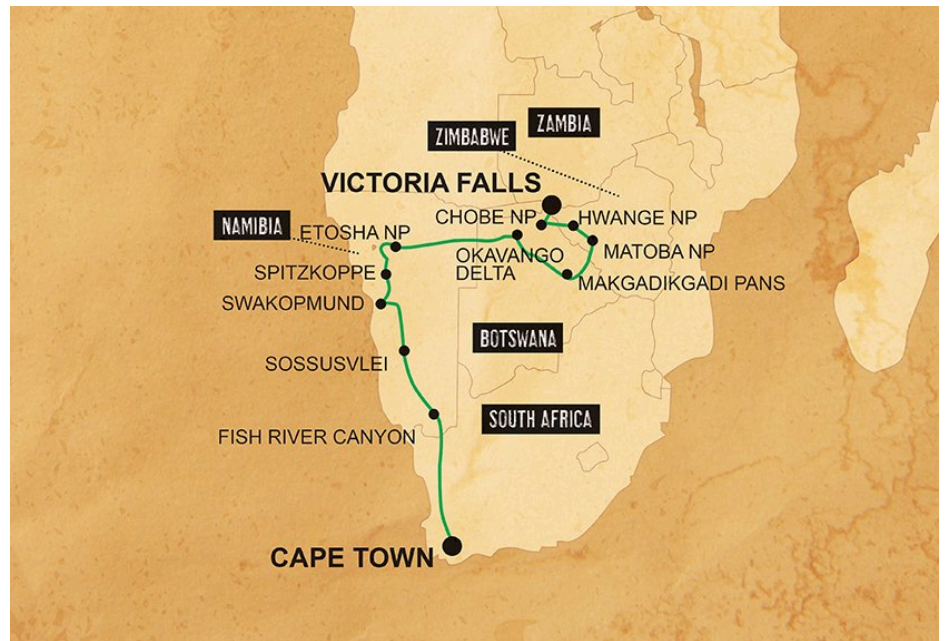 ZAMBIA
ZIMBABWE
VICTORIA FALLS
CHOBE NP
HWANGE NP
NAMIBIA
ETOSHA NP
OKAVANGO
DELTA
MATOBA NP
SPITZKOPPE
MAKGADIKGADI PANS
SWAKOPMUND
BOTSWANA
SOSSUSVLEI
SOUTH AFRICA
FISH RIVER CANYON
CAPE TOWN